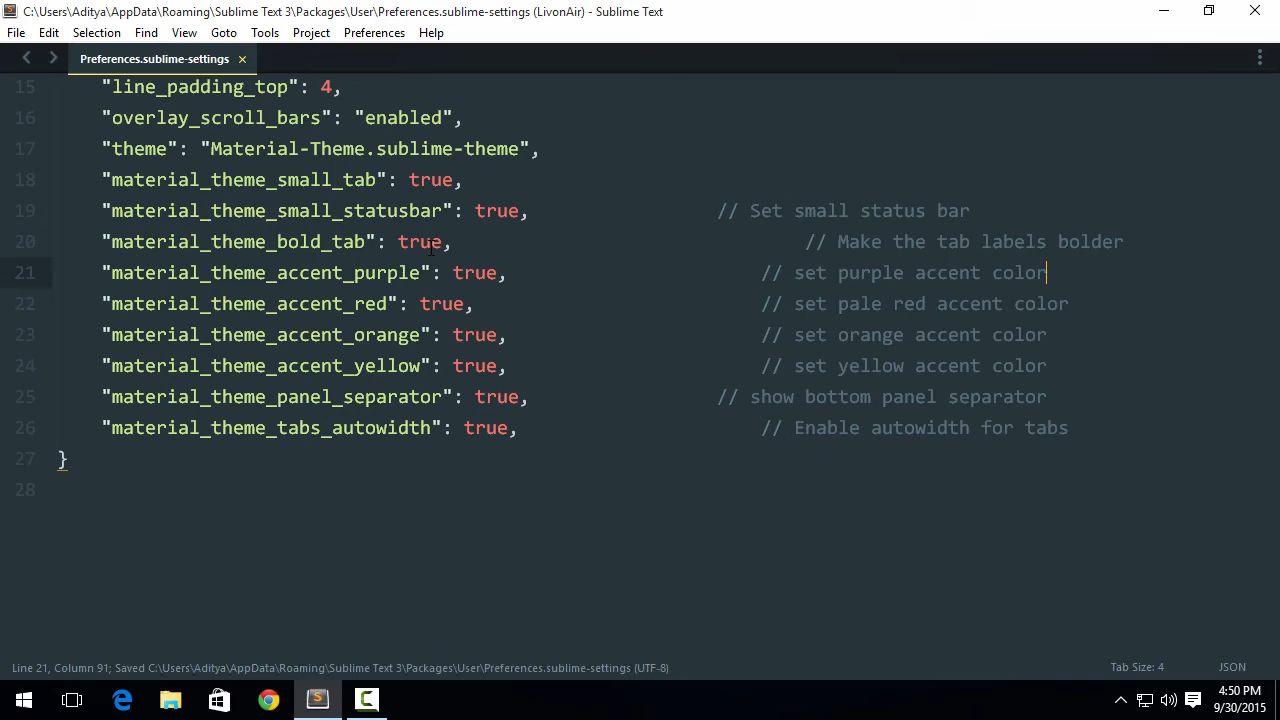 C:\Users\Aditya\AppData\Roaming\Sublime Text 3\Packages\User\Preferences.sublime-settings (LivonAir) - Sublime Text
File Edit Selection Find View Goto Tools Project Preferences Help
Preferences.sublime-settings ×
15 "line_padding_top": 4,
16 "overlay_scroll_bars": "enabled",
17 "theme": "Material-Theme.sublime-theme",
18 "material_theme_small_tab": true,
19 "material_theme_small_statusbar": true, // Set small status bar
20 "material_theme_bold_tab": true, // Make the tab labels bolder
21 "material_theme_accent_purple": true, // set purple accent color
22 "material_theme_accent_red": true, // set pale red accent color
23 "material_theme_accent_orange": true, // set orange accent color
24 "material_theme_accent_yellow": true, // set yellow accent color
25 "material_theme_panel_separator": true, // show bottom panel separator
26 "material_theme_tabs_autowidth": true, // Enable autowidth for tabs
27 }
28
Line 21, Column 91; Saved C:\Users\Aditya\AppData\Roaming\Sublime Text 3\Packages\User\Preferences.sublime-settings (UTF-8) Tab Size: 4 JSON
4:50 PM
9/30/2015